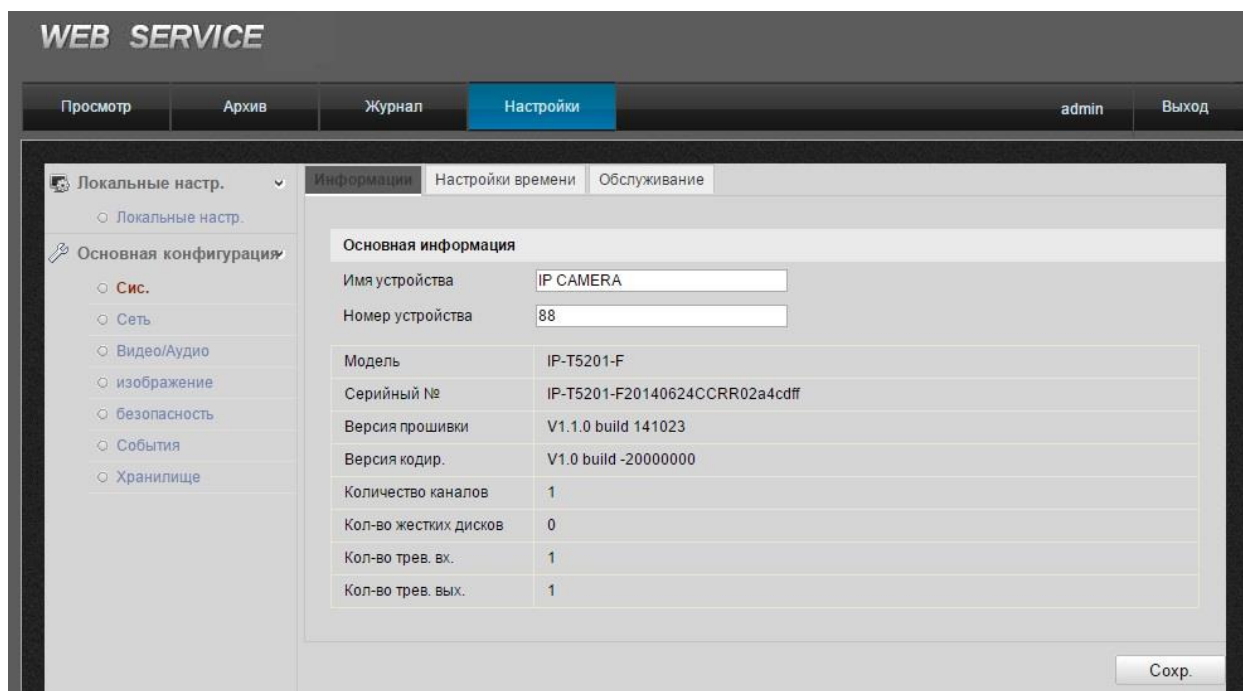 WEB SERVICE
Просмотр Архив Журнал Настройки admin Выход
Локальные настр.
Локальные настр.
Основная конфигурация
Сис.
Сеть
Видео/Аудио
изображение
безопасность
События
Хранилище
Информации Настройки времени Обслуживание
Основная информация
Имя устройства IP CAMERA
Номер устройства 88
Модель IP-T5201-F
Серийный № IP-T5201-F20140624CCRR02a4cdff
Версия прошивки V1.1.0 build 141023
Версия кодир. V1.0 build -20000000
Количество каналов 1
Кол-во жестких дисков 0
Кол-во трев. вх. 1
Кол-во трев. вых. 1
Сохр.